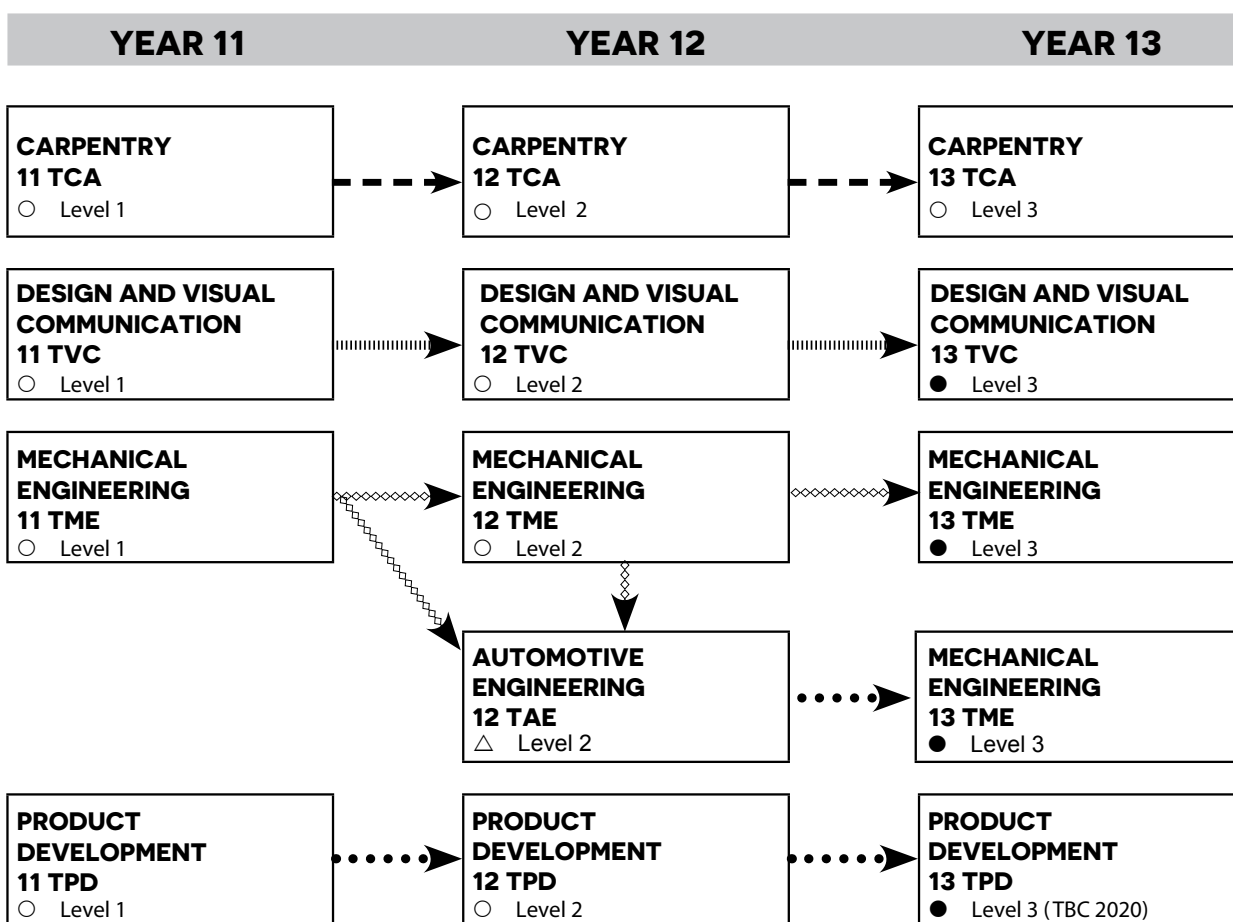 YEAR 11
YEAR 12
YEAR 13
CARPENTRY
11 TCA
○ Level 1
CARPENTRY
12 TCA
○ Level 2
CARPENTRY
13 TCA
○ Level 3
DESIGN AND VISUAL
COMMUNICATION
11 TVC
○ Level 1
DESIGN AND VISUAL
COMMUNICATION
12 TVC
○ Level 2
DESIGN AND VISUAL
COMMUNICATION
13 TVC
● Level 3
MECHANICAL
ENGINEERING
11 TME
○ Level 1
MECHANICAL
ENGINEERING
12 TME
○ Level 2
MECHANICAL
ENGINEERING
13 TME
● Level 3
AUTOMOTIVE
ENGINEERING
12 TAE
△ Level 2
MECHANICAL
ENGINEERING
13 TME
● Level 3
PRODUCT
DEVELOPMENT
11 TPD
○ Level 1
PRODUCT
DEVELOPMENT
12 TPD
○ Level 2
PRODUCT
DEVELOPMENT
13 TPD
● Level 3 (TBC 2020)